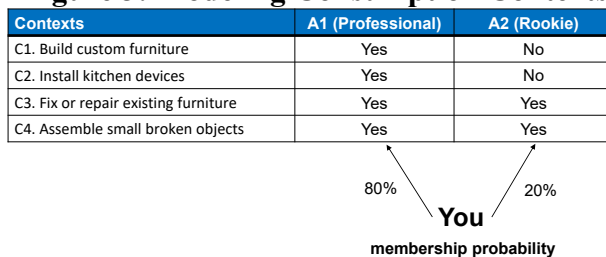 Contexts A1 (Professional) A2 (Rookie)
C1. Build custom furniture Yes No
C2. Install kitchen devices Yes No
C3. Fix or repair existing furniture Yes Yes
C4. Assemble small broken objects Yes Yes
80% 20%
You
membership probability